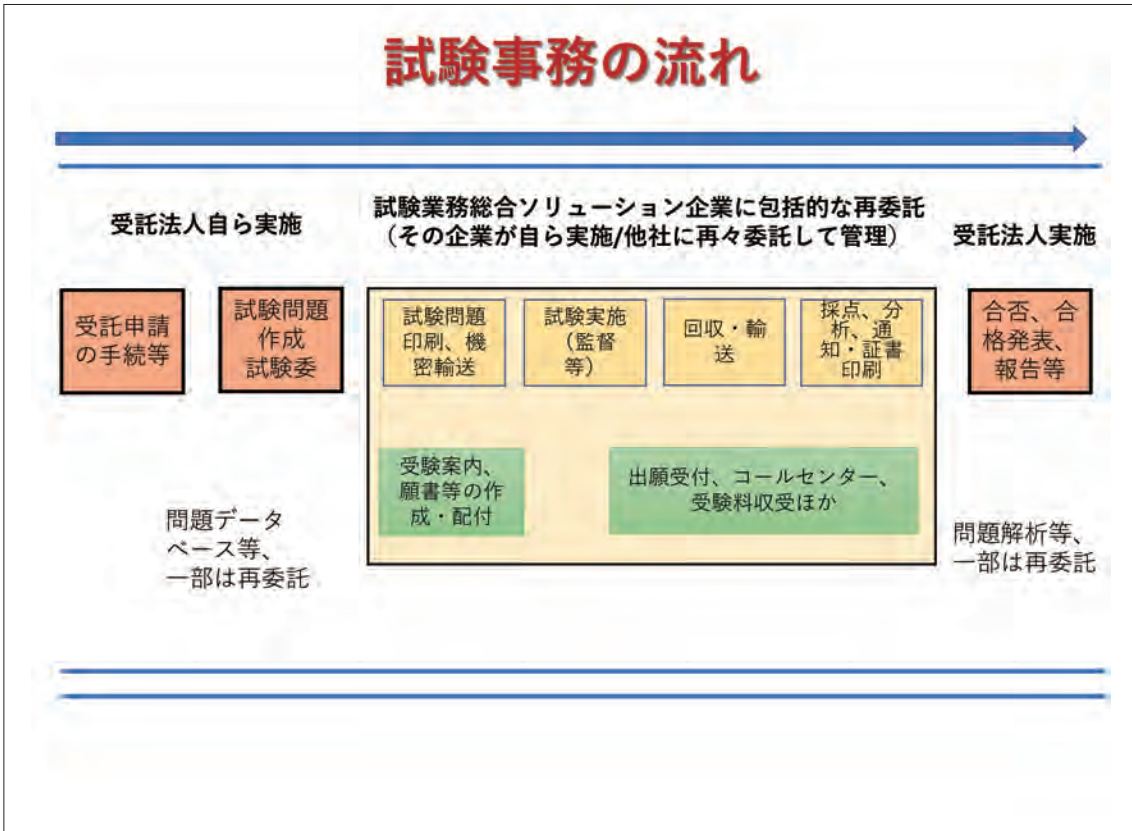 試験事務の流れ
受託法人自ら実施
試験業務総合ソリューション企業に包括的な再委託
（その企業が自ら実施/他社に再々委託して管理）
受託法人実施
受託申請
の手続等
試験問題
作成
試験委
試験問題
印刷、機
密輸送
試験実施
（監督
等）
回収・輸
送
採点、分
析、通
知・証書
印刷
合否、合
格発表、
報告等
受験案内、
願書等の作
成・配付
出願受付、コールセンター、
受験料収受ほか
問題データ
ベース等、
一部は再委託
問題解析等、
一部は再委託